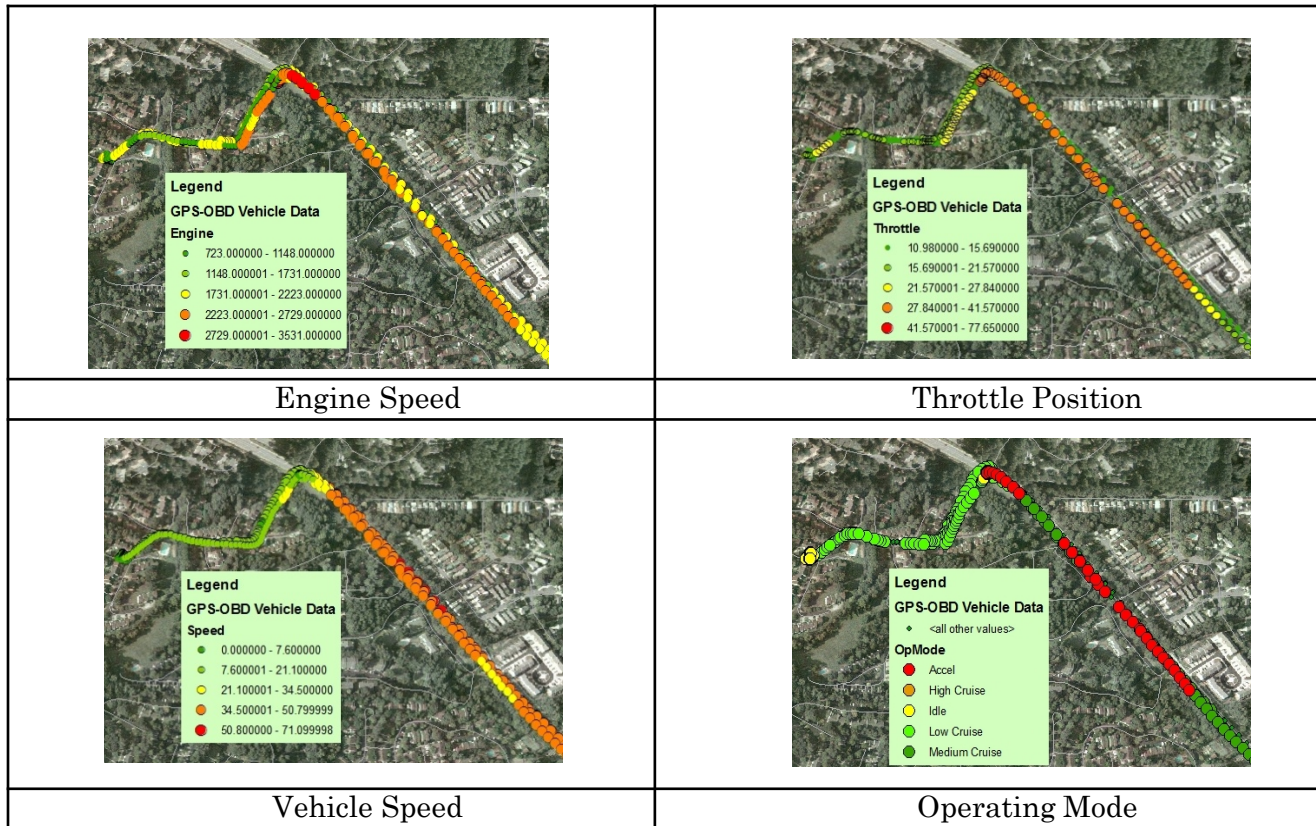 Legend
GPS-OBD Vehicle Data
Engine
723.000000 - 1148.000000
1148.000001 - 1731.000000
1731.000001 - 2223.000000
2223.000001 - 2729.000000
2729.000001 - 3531.000000
Engine Speed
Legend
GPS-OBD Vehicle Data
Throttle
10.980000 - 15.690000
15.690001 - 21.570000
21.570001 - 27.840000
27.840001 - 41.570000
41.570001 - 77.650000
Throttle Position
Legend
GPS-OBD Vehicle Data
Speed
0.000000 - 7.600000
7.600001 - 21.100000
21.100001 - 34.500000
34.500001 - 50.799999
50.800000 - 71.099998
Vehicle Speed
Legend
GPS-OBD Vehicle Data
<all other values>
OpMode
Accel
High Cruise
Idle
Low Cruise
Medium Cruise
Operating Mode